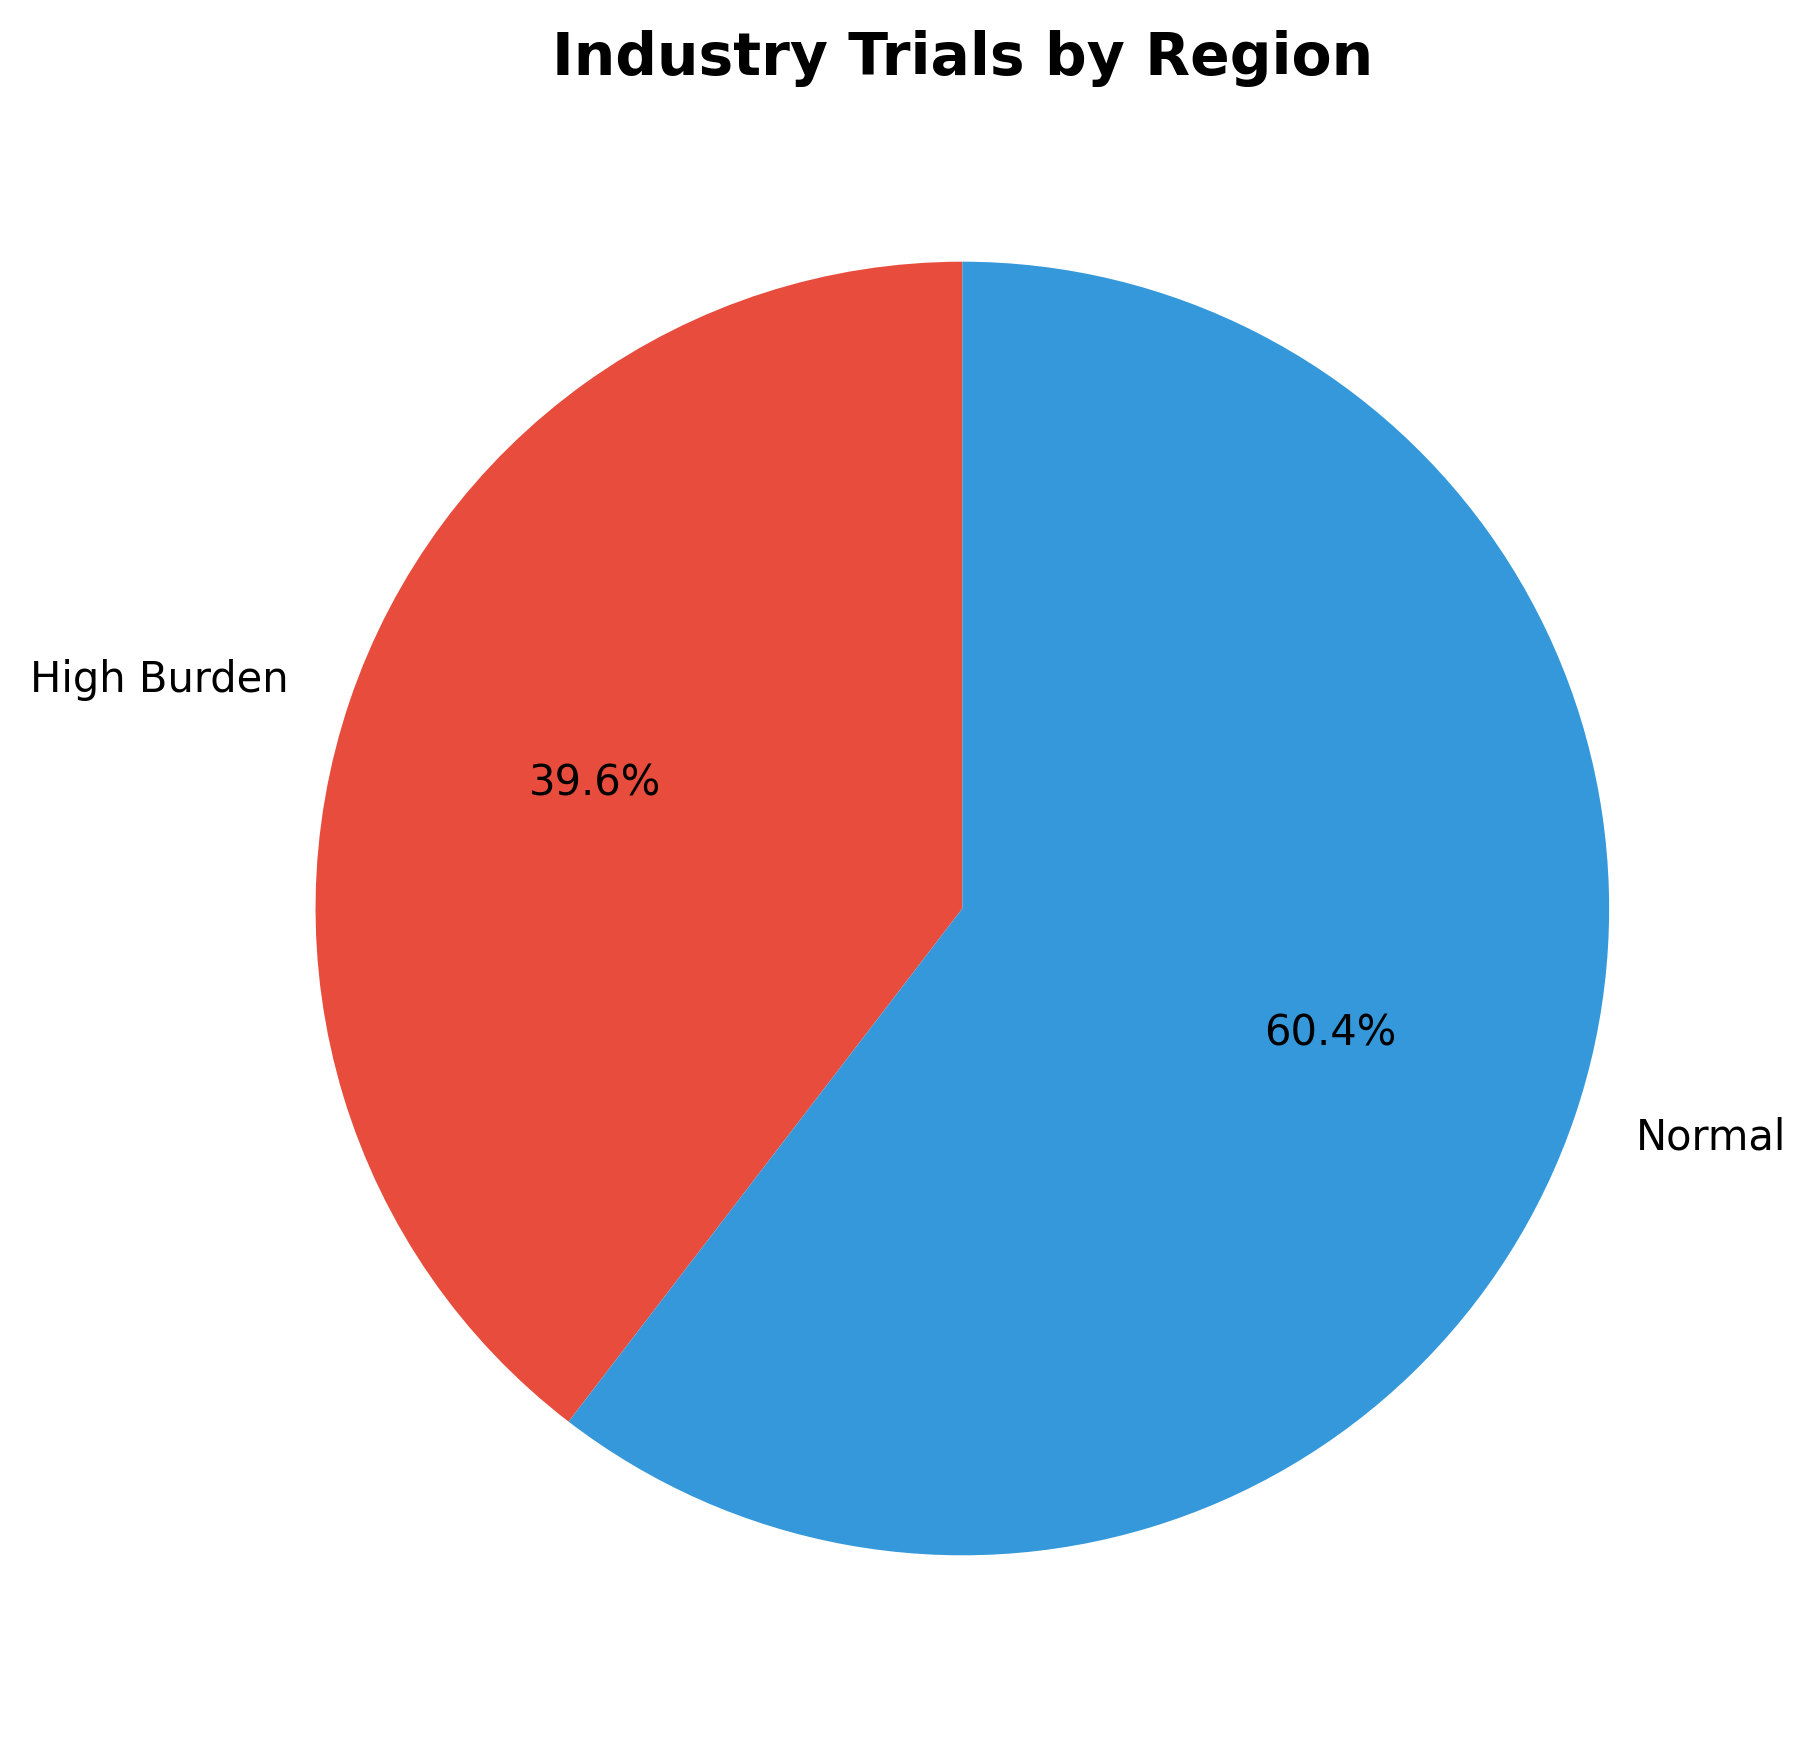 Industry Trials by Region
High Burden
39.6%
60.4%
Normal